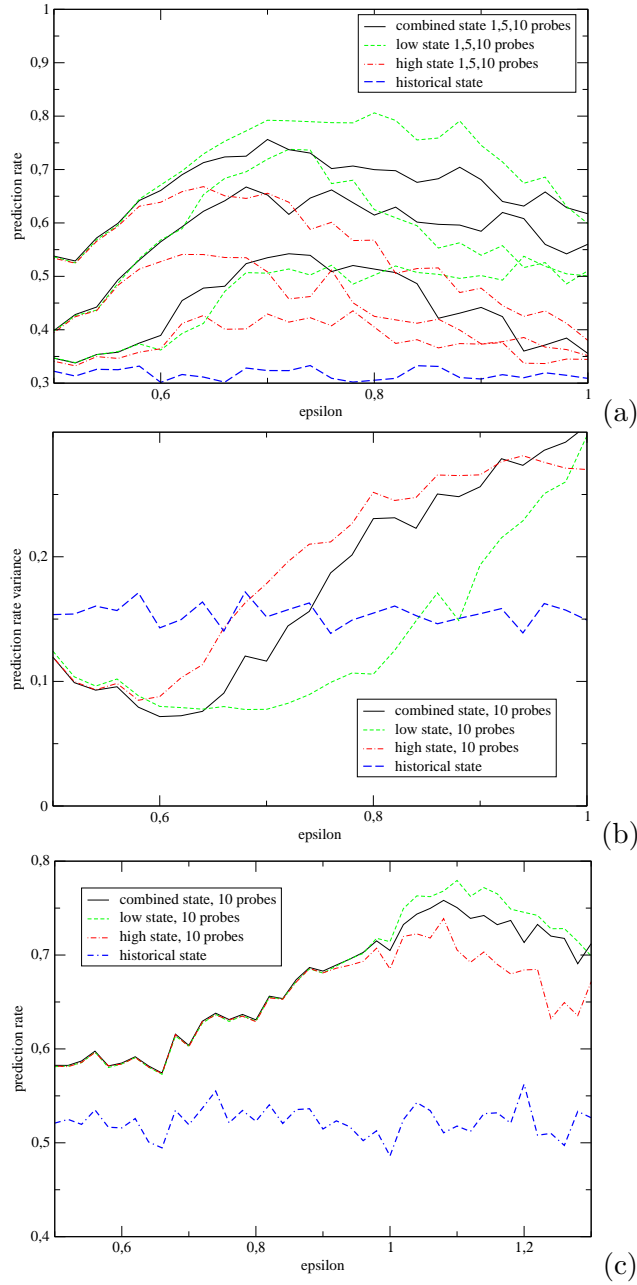 1
0,9
0,8
0,7
0,6
0,5
0,4
0,3
prediction rate
combined state 1,5,10 probes
low state 1,5,10 probes
high state 1,5,10 probes
historical state
0,6
0,8
1
epsilon
(a)
0,2
0,1
0
prediction rate variance
combined state, 10 probes
low state, 10 probes
high state, 10 probes
historical state
0,6
0,8
1
epsilon
(b)
0,8
0,7
0,6
0,5
0,4
prediction rate
combined state, 10 probes
low state, 10 probes
high state, 10 probes
historical state
0,6
0,8
1
1,2
epsilon
(c)